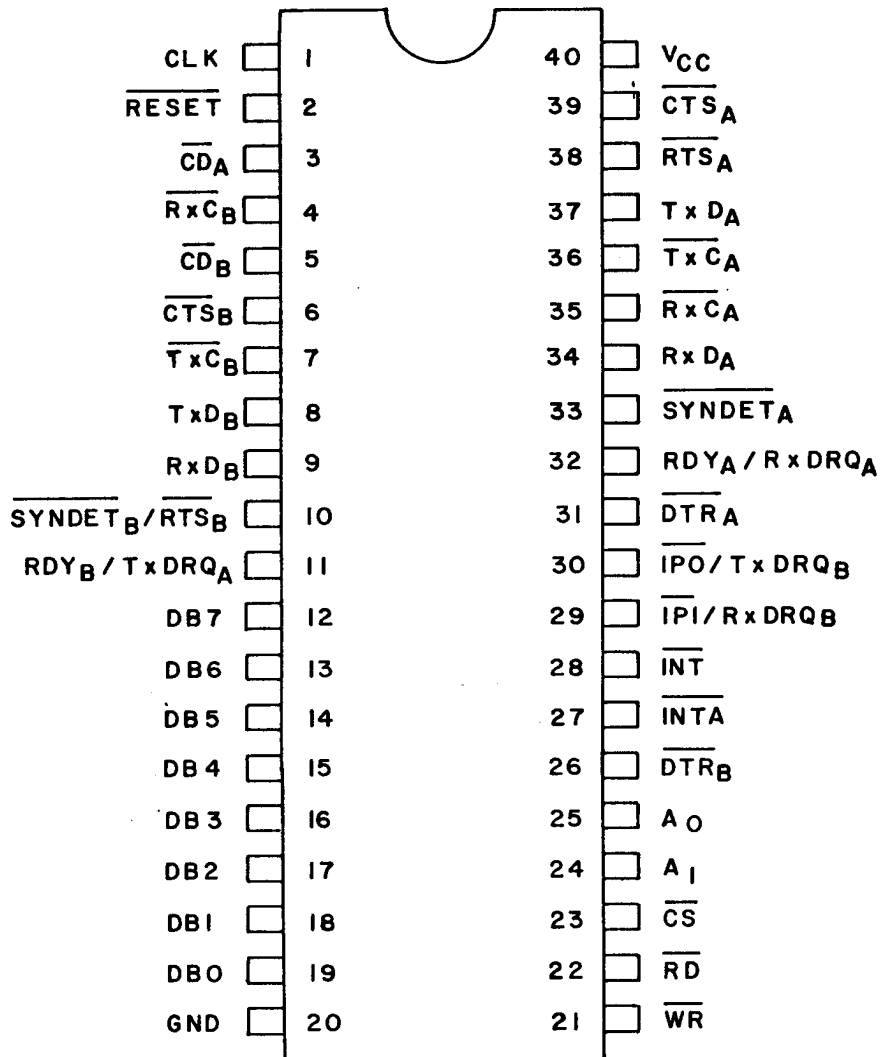 CLK 1 40 VCC
RESET 2 39 CTSA
CDA 3 38 RTSA
RxCB 4 37 TxDA
CDB 5 36 TxCA
CTSB 6 35 RxCA
TxCB 7 34 RxDA
TxDB 8 33 SYNDETA
RxDB 9 32 RDYA/RxDRQA
SYNDETB/RTSB 10 31 DTRA
RDYB/TxDRQA 11 30 IPO/TxDRQB
DB7 12 29 IPI/RxDRQB
DB6 13 28 INT
DB5 14 27 INTA
DB4 15 26 DTRB
DB3 16 25 A0
DB2 17 24 A1
DB1 18 23 CS
DB0 19 22 RD
GND 20 21 WR